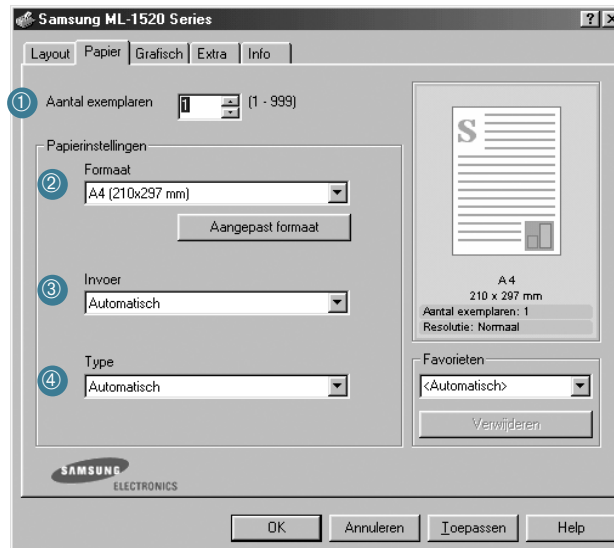 Samsung ML-1520 Series
Layout Papier Grafisch Extra Info
① Aantal exemplaren 1 (1 - 999)
Papierinstellingen
② Formaat
A4 (210x297 mm)
Aangepast formaat
③ Invoer
Automatisch
④ Type
Automatisch
S
A4
210 x 297 mm
Aantal exemplaren: 1
Resolutie: Normaal
Favorieten
<Automatisch>
Verwijderen
SAMSUNG
ELECTRONICS
OK Annuleren Toepassen Help